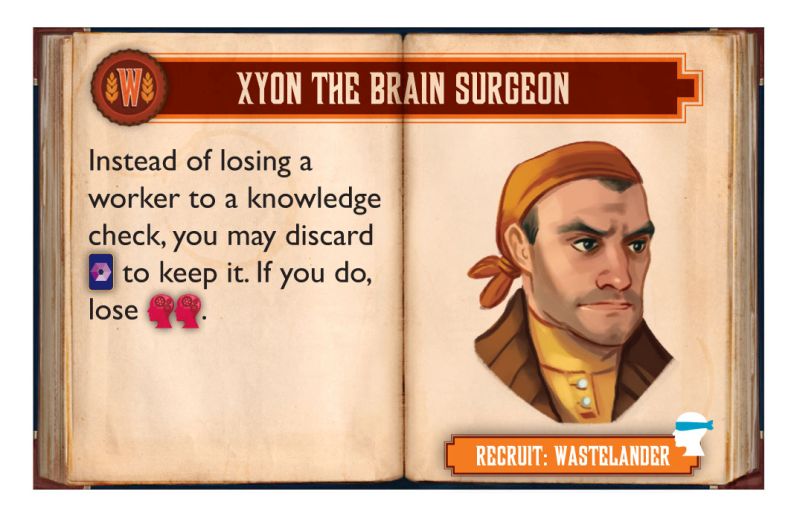 W
XYON THE BRAIN SURGEON
Instead of losing a
worker to a knowledge
check, you may discard
to keep it. If you do,
lose .
RECRUIT: WASTELANDER